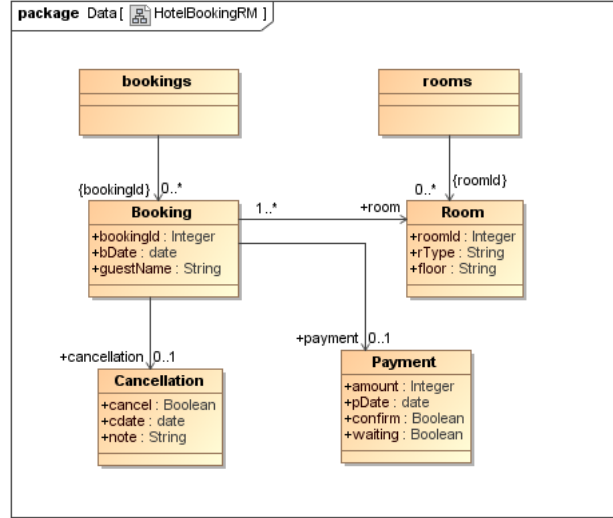 package Data [ HotelBookingRM ]
bookings
rooms
{bookingId} 0..*
0..* {roomId}
Booking
+bookingId : Integer
+bDate : date
+guestName : String
1..* +room
Room
+roomId : Integer
+rType : String
+floor : String
+cancellation 0..1
+payment 0..1
Cancellation
+cancel : Boolean
+cdate : date
+note : String
Payment
+amount : Integer
+pDate : date
+confirm : Boolean
+waiting : Boolean